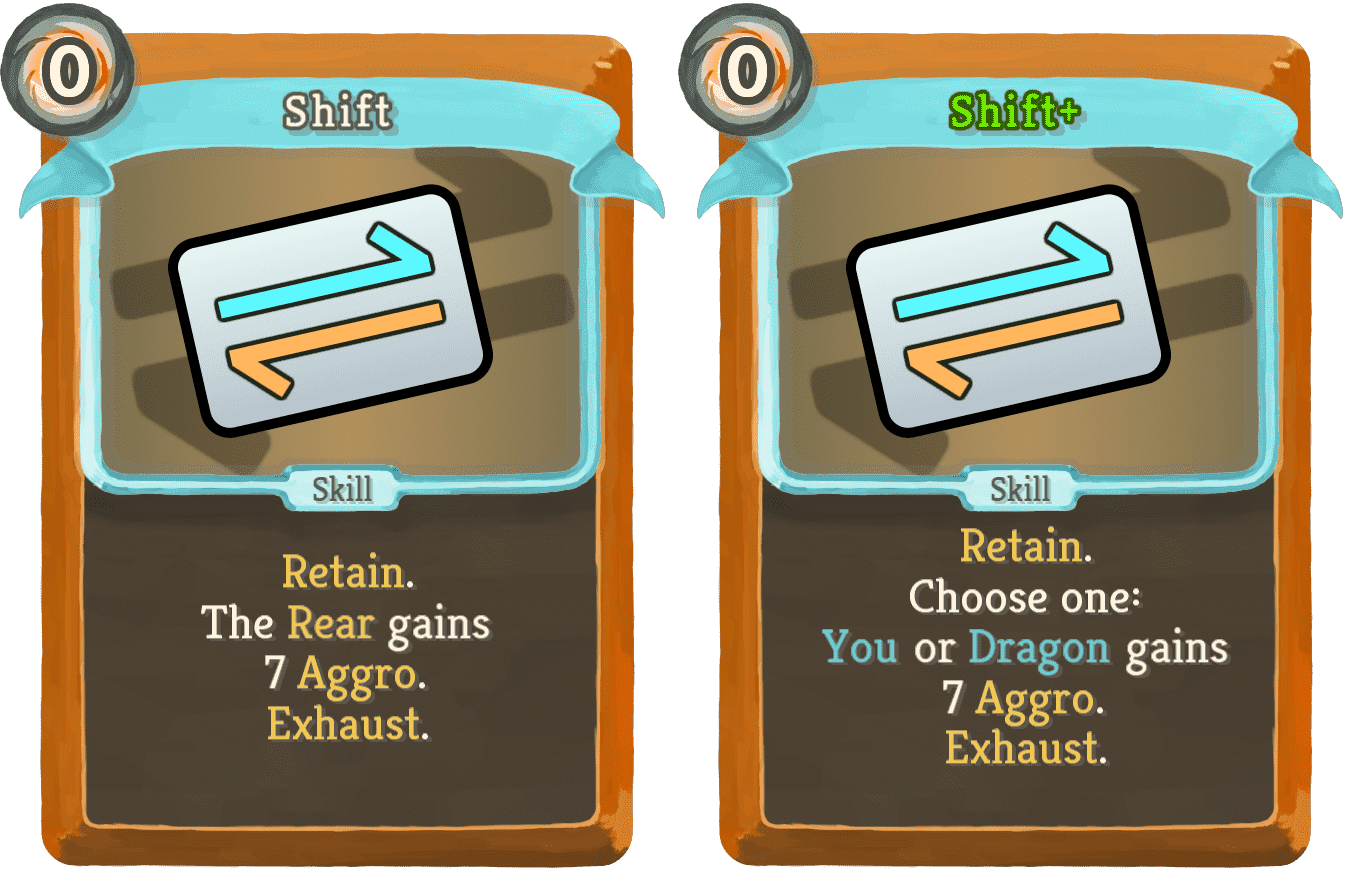 0
Shift
Skill
Retain.
The Rear gains
7 Aggro.
Exhaust.
0
Shift+
Skill
Retain.
Choose one:
You or Dragon gains
7 Aggro.
Exhaust.